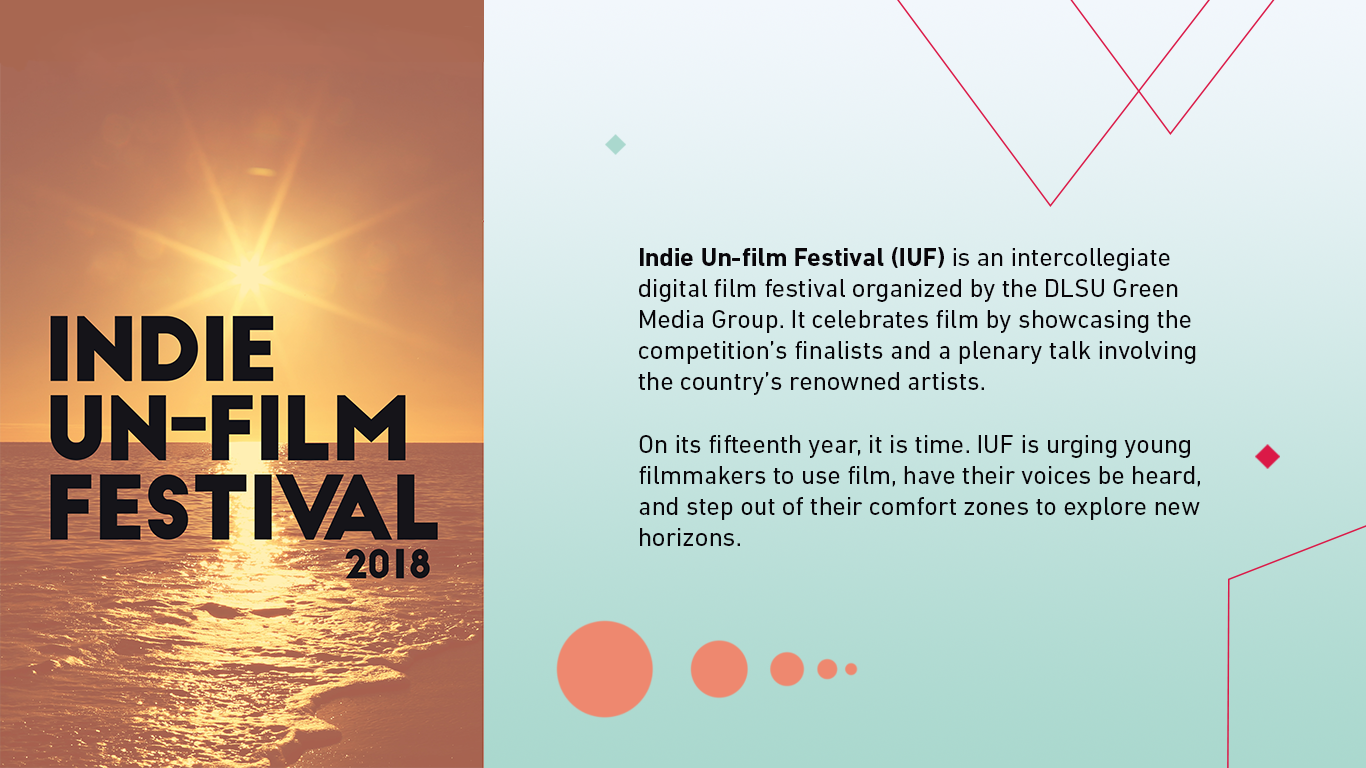 INDIE
UN-FILM
FESTIVAL
2018
Indie Un-film Festival (IUF) is an intercollegiate
digital film festival organized by the DLSU Green
Media Group. It celebrates film by showcasing the
competition’s finalists and a plenary talk involving
the country’s renowned artists.
On its fifteenth year, it is time. IUF is urging young
filmmakers to use film, have their voices be heard,
and step out of their comfort zones to explore new
horizons.